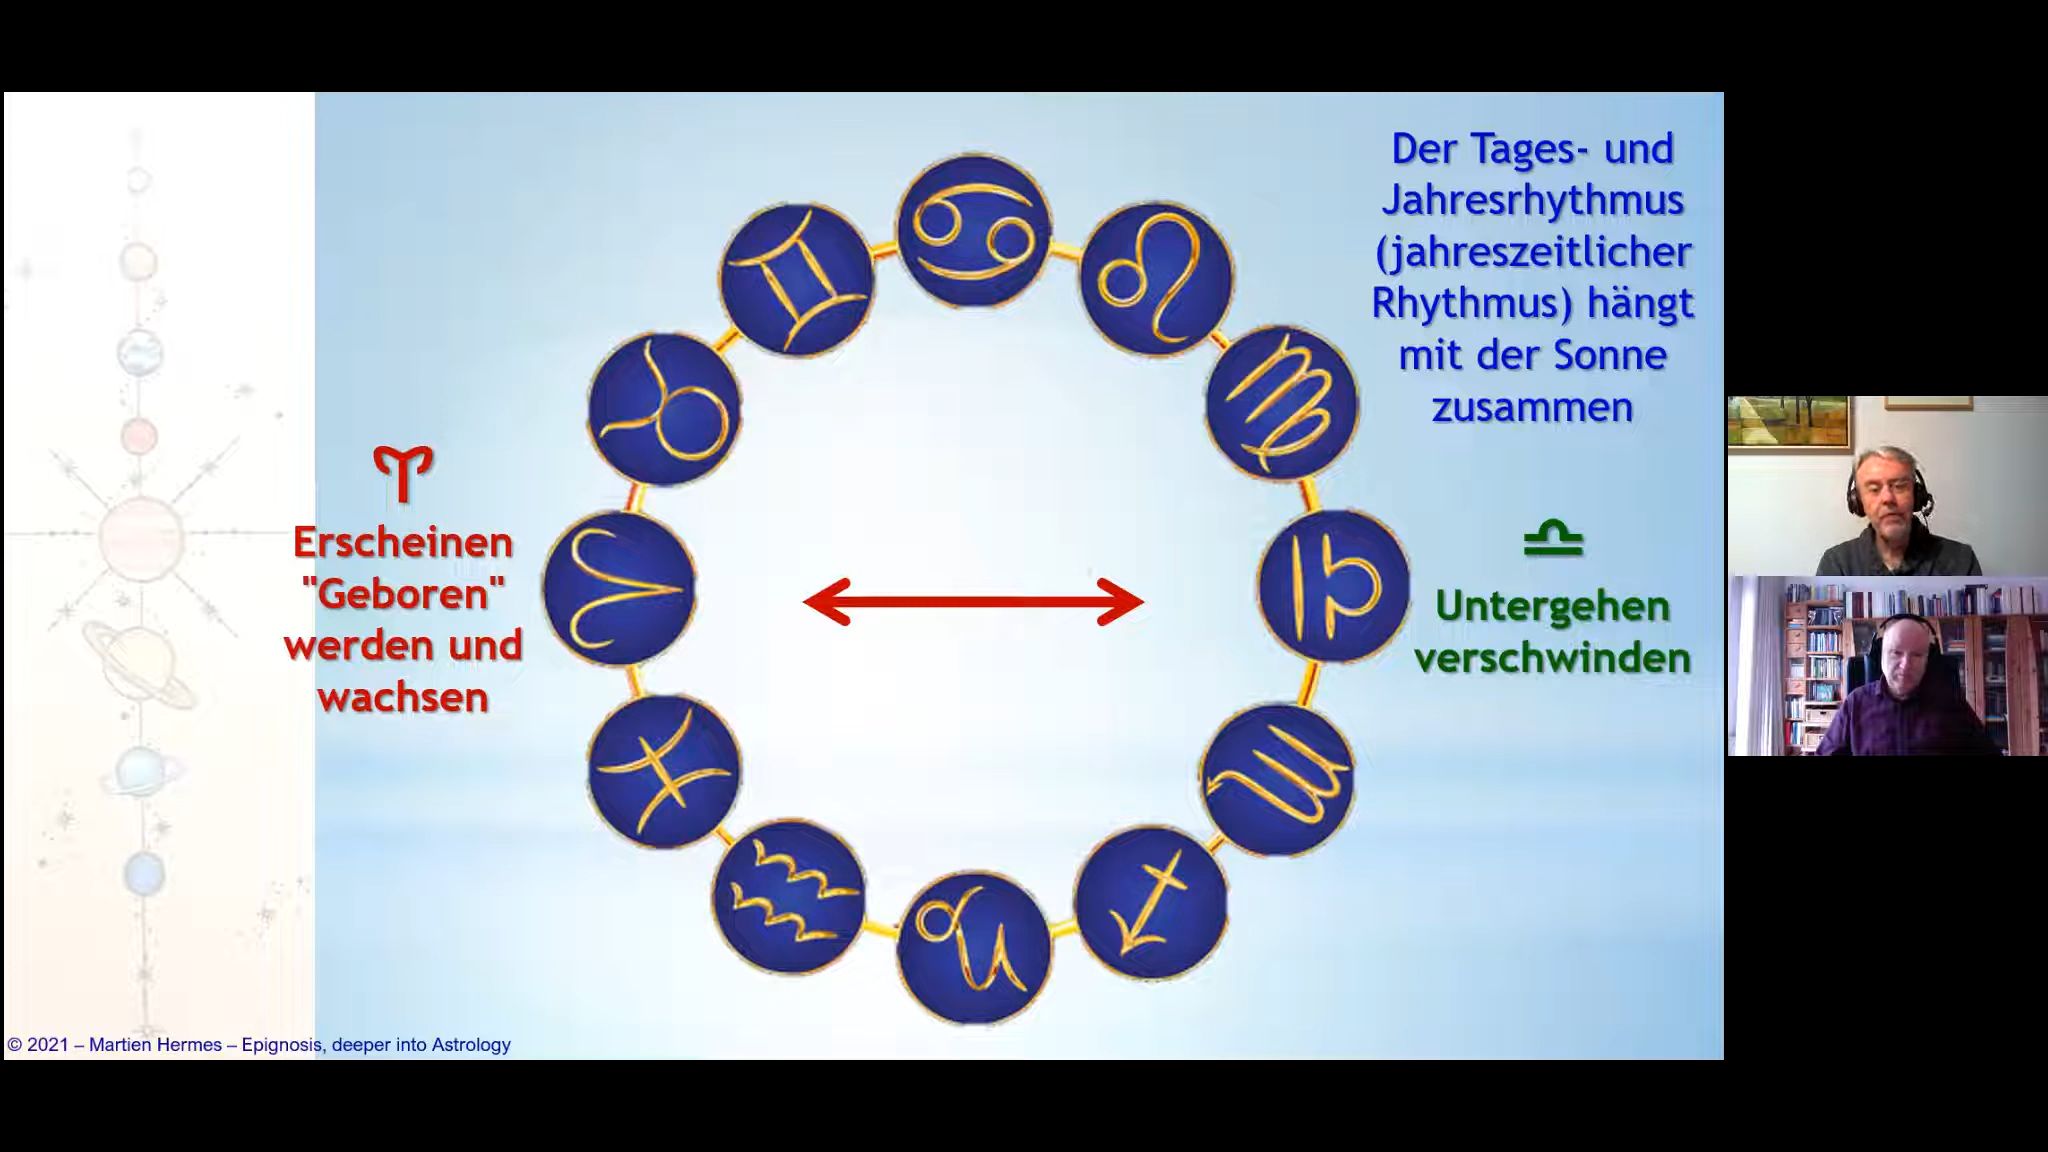 Der Tages- und
Jahresrhythmus
(jahreszeitlicher
Rhythmus) hängt
mit der Sonne
zusammen
♈
Erscheinen
"Geboren"
werden und
wachsen
♎
Untergehen
verschwinden
© 2021 – Martien Hermes – Epignosis, deeper into Astrology